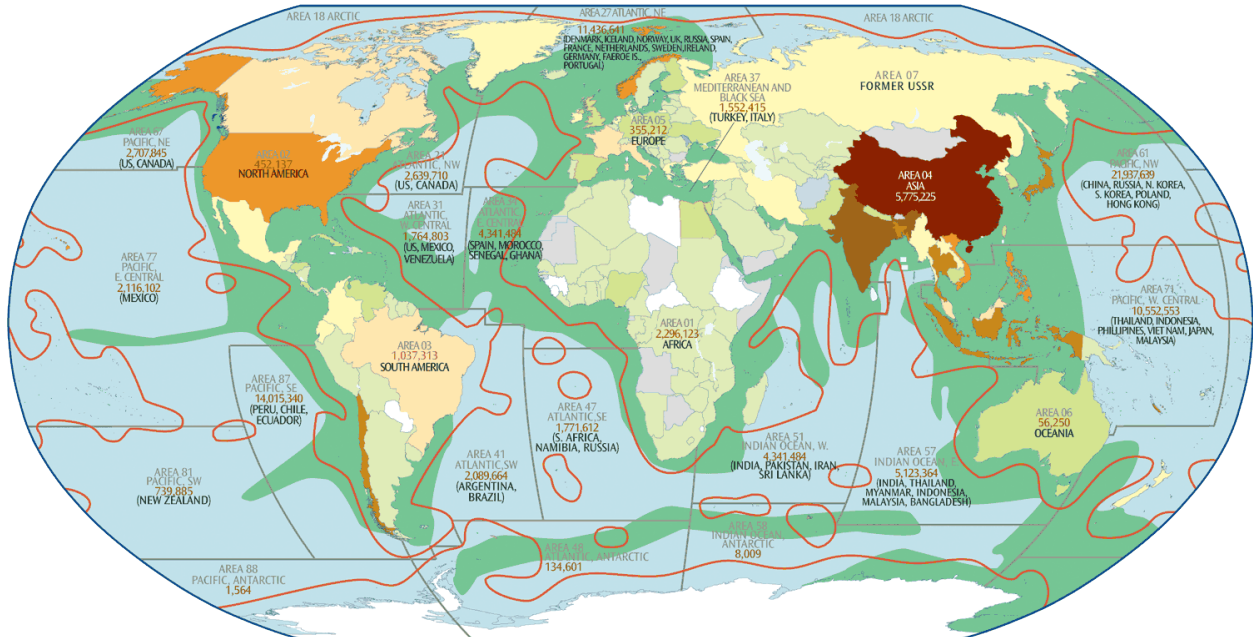 AREA 18 ARCTIC
AREA 27 ATLANTIC, NE
11,436,641
(DENMARK, ICELAND, NORWAY, UK, RUSSIA, SPAIN,
FRANCE, NETHERLANDS, SWEDEN,IRELAND,
GERMANY, FAEROE IS.,
PORTUGAL)
AREA 18 ARCTIC
AREA 67
PACIFIC, NE
2,707,845
(US, CANADA)
AREA 02
452,137
NORTH AMERICA
AREA 21
ATLANTIC, NW
2,639,710
(US, CANADA)
AREA 05
355,212
EUROPE
AREA 37
MEDITERRANEAN AND
BLACK SEA
1,552,415
(TURKEY, ITALY)
AREA 07
FORMER USSR
AREA 04
ASIA
5,775,225
AREA 61
PACIFIC, NW
21,937,639
(CHINA, RUSSIA, N. KOREA,
S. KOREA, POLAND,
HONG KONG)
AREA 77
PACIFIC,
E. CENTRAL
2,116,102
(MEXICO)
AREA 31
ATLANTIC,
W. CENTRAL
1,764,803
(US, MEXICO,
VENEZUELA)
ATLANTIC,
E. CENTRAL
4,341,484
(SPAIN, MOROCCO,
SENEGAL, GHANA)
AREA 71,
PACIFIC, W. CENTRAL
10,552,553
(THAILAND, INDONESIA,
PHILLIPINES, VIET NAM, JAPAN,
MALAYSIA)
AREA 03
1,037,313
SOUTH AMERICA
AREA 01
2,296,123
AFRICA
AREA 87
PACIFIC, SE
14,015,340
(PERU, CHILE,
ECUADOR)
AREA 47
ATLANTIC,SE
1,771,612
(S. AFRICA,
NAMIBIA, RUSSIA)
AREA 06
56,250
OCEANIA
AREA 81
PACIFIC, SW
739,885
(NEW ZEALAND)
AREA 41
ATLANTIC,SW
2,089,664
(ARGENTINA,
BRAZIL)
AREA 51
INDIAN OCEAN, W.
4,341,484
(INDIA, PAKISTAN, IRAN,
SRI LANKA)
AREA 57
INDIAN OCEAN, E.
5,123,364
(INDIA, THAILAND,
MYANMAR, INDONESIA,
MALAYSIA, BANGLADESH)
AREA 88
PACIFIC, ANTARCTIC
1,564
AREA 48
ATLANTIC, ANTARCTIC
134,601
AREA 58
INDIAN OCEAN,
ANTARCTIC
8,009